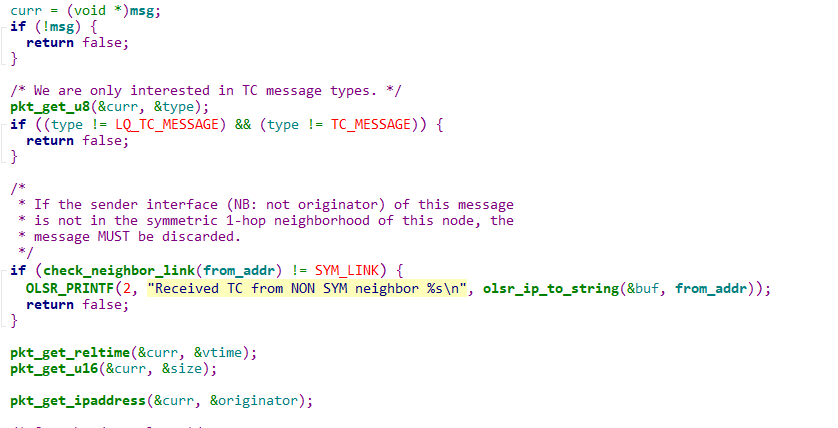 curr = (void *)msg;
if (!msg) {
return false;
}
/* We are only interested in TC message types. */
pkt_get_u8(&curr, &type);
if ((type != LQ_TC_MESSAGE) && (type != TC_MESSAGE)) {
return false;
}
/*
* If the sender interface (NB: not originator) of this message
* is not in the symmetric 1-hop neighborhood of this node, the
* message MUST be discarded.
*/
if (check_neighbor_link(from_addr) != SYM_LINK) {
OLSR_PRINTF(2, "Received TC from NON SYM neighbor %s\n", olsr_ip_to_string(&buf, from_addr));
return false;
}
pkt_get_reltime(&curr, &vtime);
pkt_get_u16(&curr, &size);
pkt_get_ipaddress(&curr, &originator);